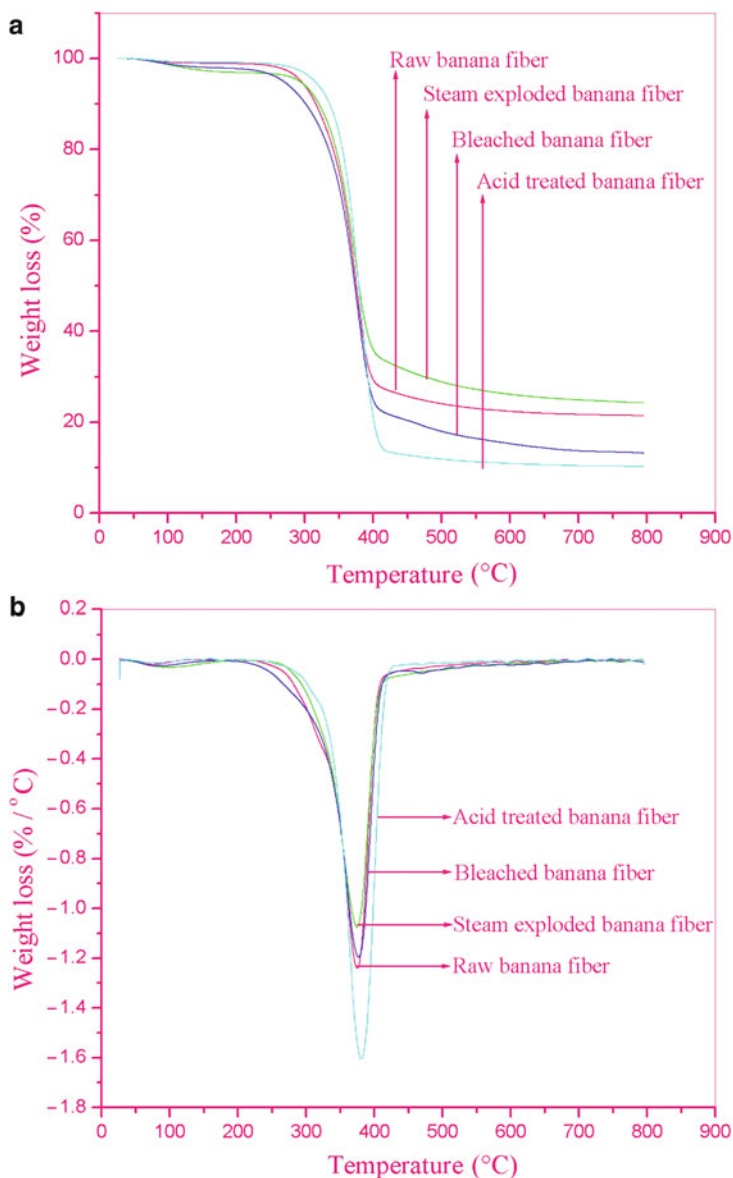 a
100
Raw banana fiber
Steam exploded banana fiber
80
Bleached banana fiber
Acid treated banana fiber
60
Weight loss (%)
40
20
0
0 100 200 300 400 500 600 700 800 900
Temperature (°C)
b
0.2
0.0
−0.2
−0.4
−0.6
Acid treated banana fiber
−0.8
Bleached banana fiber
Weight loss (% / °C)
−1.0
Steam exploded banana fiber
−1.2
Raw banana fiber
−1.4
−1.6
−1.8
0 100 200 300 400 500 600 700 800 900
Temperature (°C)